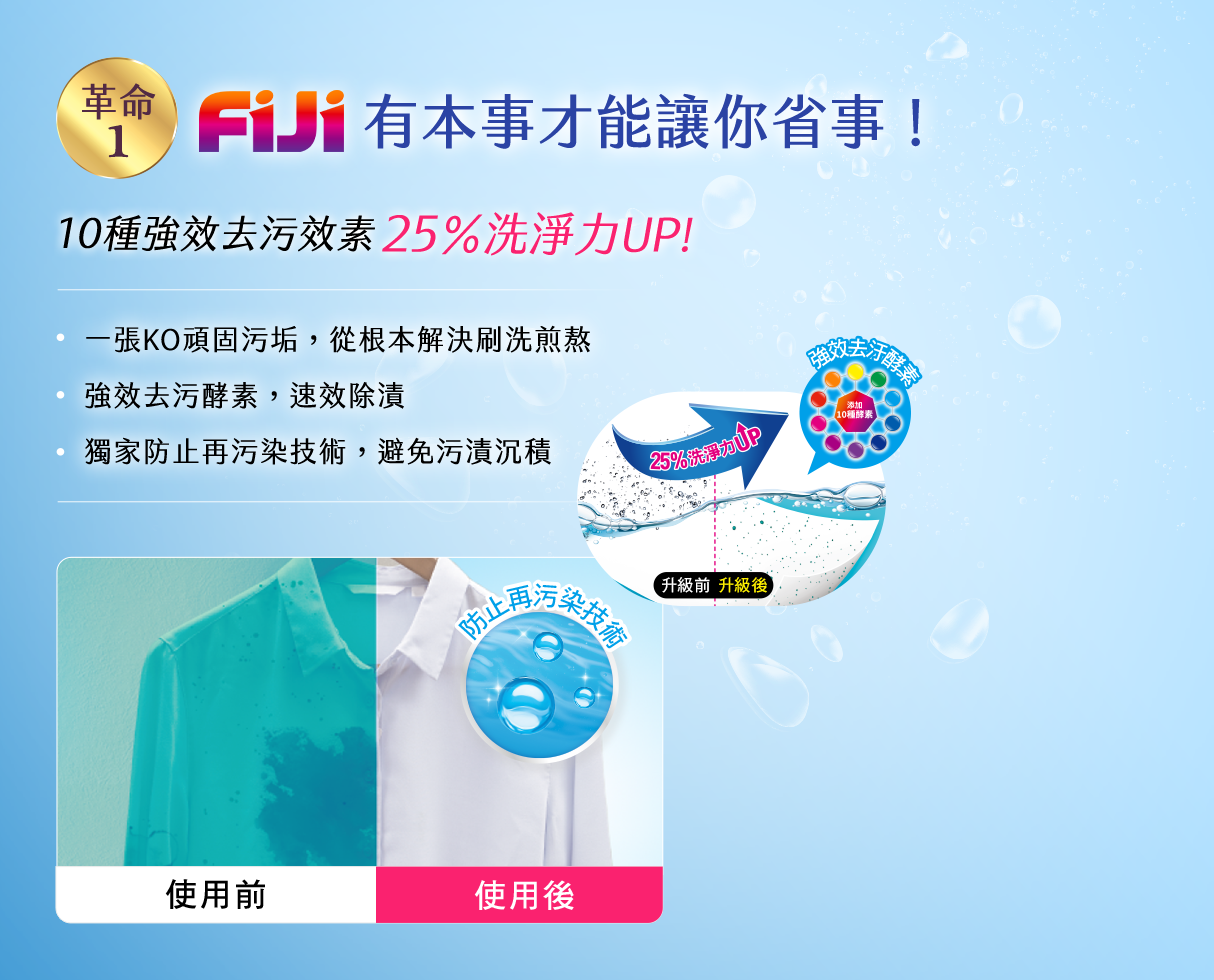 革命
1
FiJi 有本事才能讓你省事！
10種強效去污效素 25%洗淨力UP!
• 一張KO頑固污垢，從根本解決刷洗煎熬
• 強效去污酵素，速效除漬
• 獨家防止再污染技術，避免污漬沉積
強效去汙酵素
添加
10種酵素
25%洗淨力UP
升級前 升級後
防止再污染技術
使用前
使用後